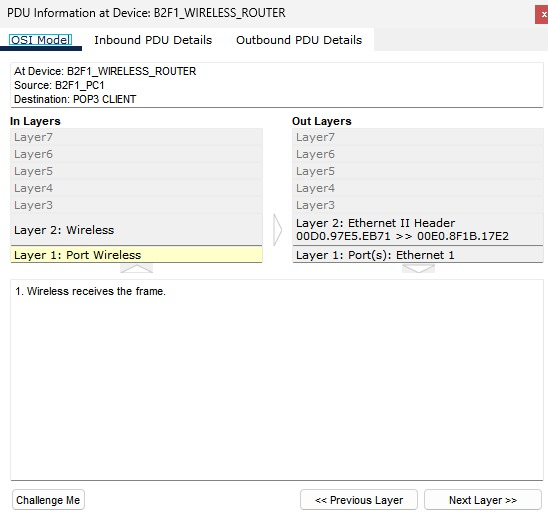 PDU Information at Device: B2F1_WIRELESS_ROUTER
x
OSI Model Inbound PDU Details Outbound PDU Details
At Device: B2F1_WIRELESS_ROUTER
Source: B2F1_PC1
Destination: POP3 CLIENT
In Layers
Layer7
Layer6
Layer5
Layer4
Layer3
Layer 2: Wireless
Layer 1: Port Wireless
Out Layers
Layer7
Layer6
Layer5
Layer4
Layer3
Layer 2: Ethernet II Header
00D0.97E5.EB71 >> 00E0.8F1B.17E2
Layer 1: Port(s): Ethernet 1
1. Wireless receives the frame.
Challenge Me << Previous Layer Next Layer >>